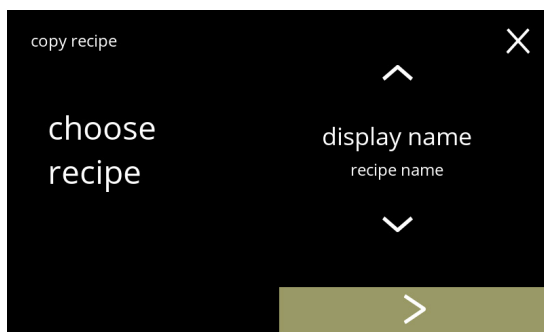 copy recipe
choose
recipe
display name
recipe name